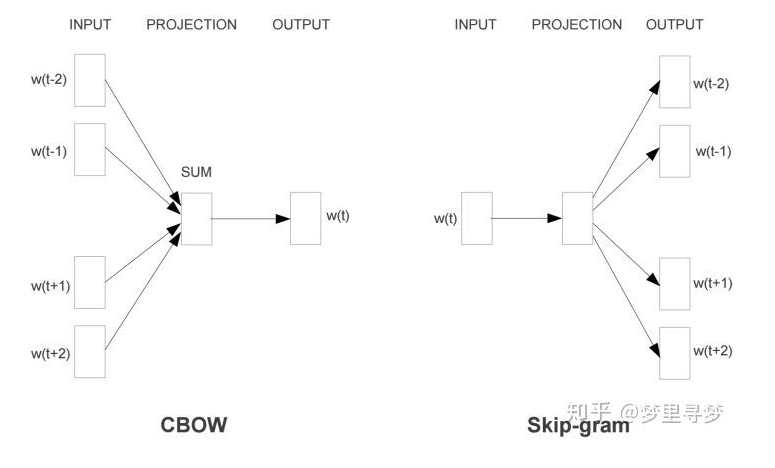 INPUT PROJECTION OUTPUT
w(t-2)
w(t-1)
SUM
w(t)
w(t+1)
w(t+2)
CBOW
INPUT PROJECTION OUTPUT
w(t-2)
w(t-1)
w(t)
w(t+1)
w(t+2)
Skip-gram
知乎 @梦里寻梦